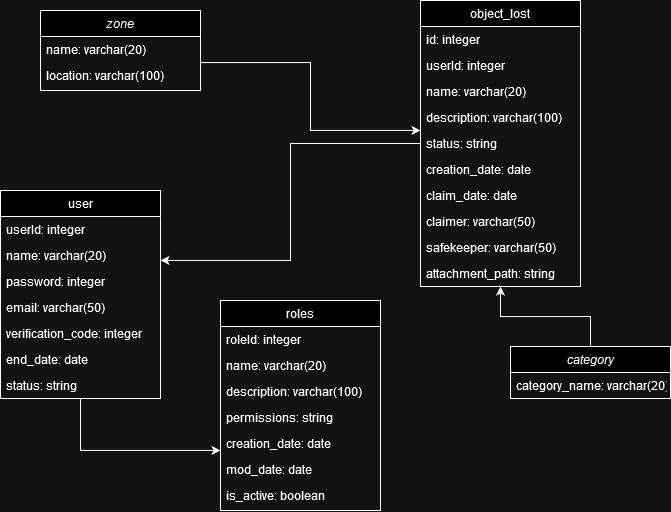 zone
name: varchar(20)
location: varchar(100)
object_lost
id: integer
userId: integer
name: varchar(20)
description: varchar(100)
status: string
creation_date: date
claim_date: date
claimer: varchar(50)
safekeeper: varchar(50)
attachment_path: string
user
userId: integer
name: varchar(20)
password: integer
email: varchar(50)
verification_code: integer
end_date: date
status: string
roles
roleId: integer
name: varchar(20)
description: varchar(100)
permissions: string
creation_date: date
mod_date: date
is_active: boolean
category
category_name: varchar(20)